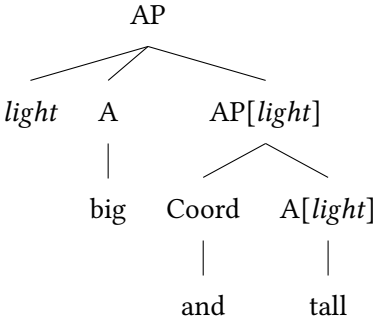 AP
light A AP[light]
big Coord A[light]
and tall